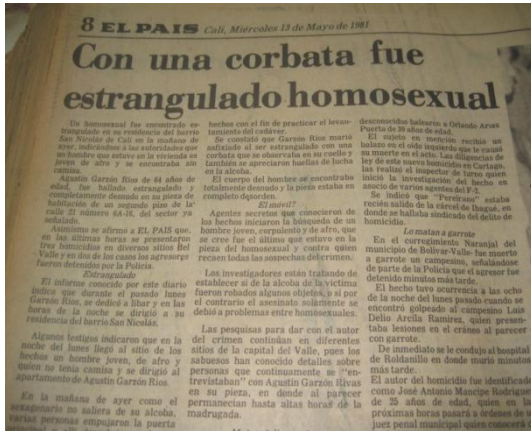 8 EL PAIS Cali, Miércoles 13 de Mayo de 1981
Con una corbata fue
estrangulado homosexual
Un homosexual fue encontrado es-
trangulado en su residencia del barrio
San Nicolás de Cali en la mañana de
ayer, indicándose a las autoridades que
un hombre que estuvo en la vivienda es
joven de afro y se encontraba sin
camisa.
Agustín Garzón Ríos de 64 años de
edad, fue hallado estrangulado y
completamente desnudo en su pieza de
habitación de un segundo piso de la
calle 21 número 6A-16, del sector ya
señalado.
Asimismo se afirmó a EL PAIS que,
en las últimas horas se presentaron
tres homicidios en diversos sitios del
Valle y en dos de los casos los agresores
fueron detenidos por la Policía.
Estrangulado
El informe conocido por este diario
indica que durante el pasado lunes
Garzón Ríos, se dedicó a libar y en las
horas de la noche se dirigió a su
residencia del barrio San Nicolás.
Algunos testigos indicaron que en la
noche del lunes llegó al sitio de los
hechos un hombre joven, de afro y
quien no tenía camisa y se dirigió al
apartamento de Agustín Garzón Ríos.
En la mañana de ayer como el
sexagenario no saliera de su alcoba,
varias personas empujaron la puerta
hechos con el fin de practicar el levan-
tamiento del cadáver.
Se constató que Garzón Ríos murió
asfixiado al ser estrangulado con una
corbata que se observaba en su cuello y
también se apreciaron huellas de lucha
en la alcoba.
El cuerpo del hombre se encontraba
totalmente desnudo y la pieza estaba en
completo desorden.
El móvil?
Agentes secretos que conocieron de
los hechos iniciaron la búsqueda de un
hombre joven, corpulento y de afro, que
se cree fue el último que estuvo en la
pieza del homosexual y contra quien
recaen todas las sospechas del crimen.
Los investigadores están tratando de
establecer si de la alcoba de la víctima
fueron robados algunos objetos, o si por
el contrario el asesinato solamente se
debió a problemas entre homosexuales.
Las pesquisas para dar con el autor
del crimen continúan en diferentes
sitios de la capital del Valle, pues los
sabuesos han conocido detalles sobre
personas que continuamente se "en-
trevistaban" con Agustín Garzón Rivas
en su pieza, en donde al parecer
permanecían hasta altas horas de la
madrugada.
desconocidos balearon a Orlando Arias
Puerta de 30 años de edad.
El sujeto en mención recibió un
balazo en el oído izquierdo que le causó
su muerte en el acto. Las diligencias de
ley de este nuevo homicidio en Cartago,
las realizó el inspector de turno quien
inició la investigación del hecho en
asocio de varios agentes del F-2.
Se indicó que "Pereirano" estaba
recién salido de la cárcel de Ibagué, en
donde se hallaba sindicado del delito de
homicidio.
Lo matan a garrote
En el corregimiento Naranjal del
municipio de Bolívar-Valle- fue muerto
a garrote un campesino, señalándose
de parte de la Policía que el agresor fue
detenido minutos más tarde.
El hecho tuvo ocurrencia a las ocho
de la noche del lunes pasado cuando se
encontró golpeado al campesino Luis
Delio Arcila Ramírez, quien presen-
taba lesiones en el cráneo al parecer
con garrote.
De inmediato se le condujo al hospital
de Roldanillo en donde murió minutos
más tarde.
El autor del homicidio fue identificado
como José Antonio Mancipe Rodríguez
de 25 años de edad, quien en las
próximas horas pasará a órdenes de
juez penal municipal quien conocerá